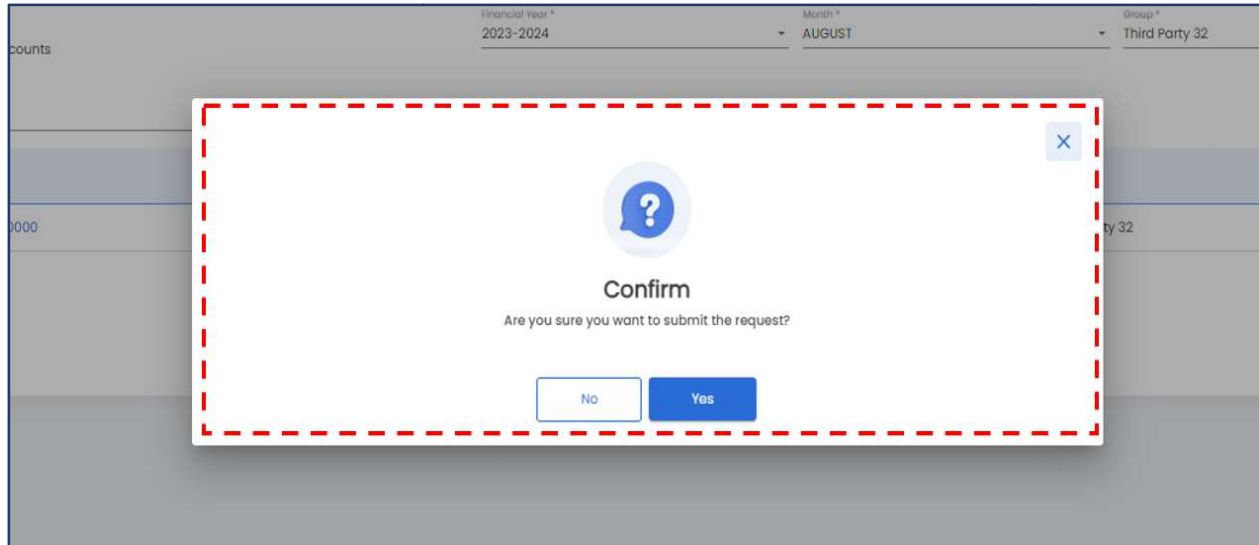 Financial Year * Month * Group *
2023-2024 AUGUST Third Party 32
counts
0000 ty 32
?
Confirm
Are you sure you want to submit the request?
No Yes